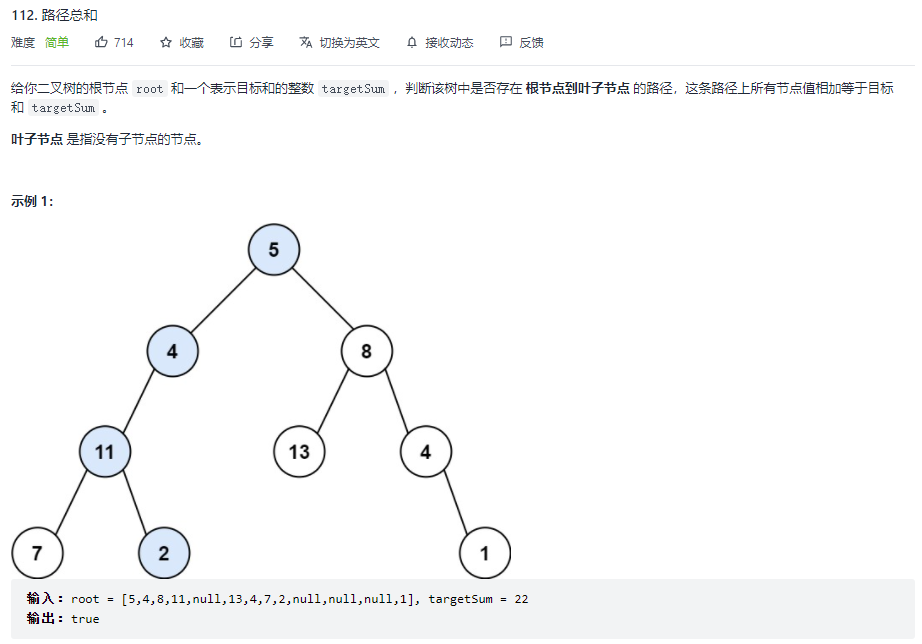 112. 路径总和
难度 简单 714 收藏 分享 切换为英文 接收动态 反馈
给你二叉树的根节点 root 和一个表示目标和的整数 targetSum ，判断该树中是否存在 根节点到叶子节点 的路径，这条路径上所有节点值相加等于目标
和 targetSum 。
叶子节点 是指没有子节点的节点。
示例 1：
5
4 8
11 13 4
7 2 1
输入：root = [5,4,8,11,null,13,4,7,2,null,null,null,1], targetSum = 22
输出：true